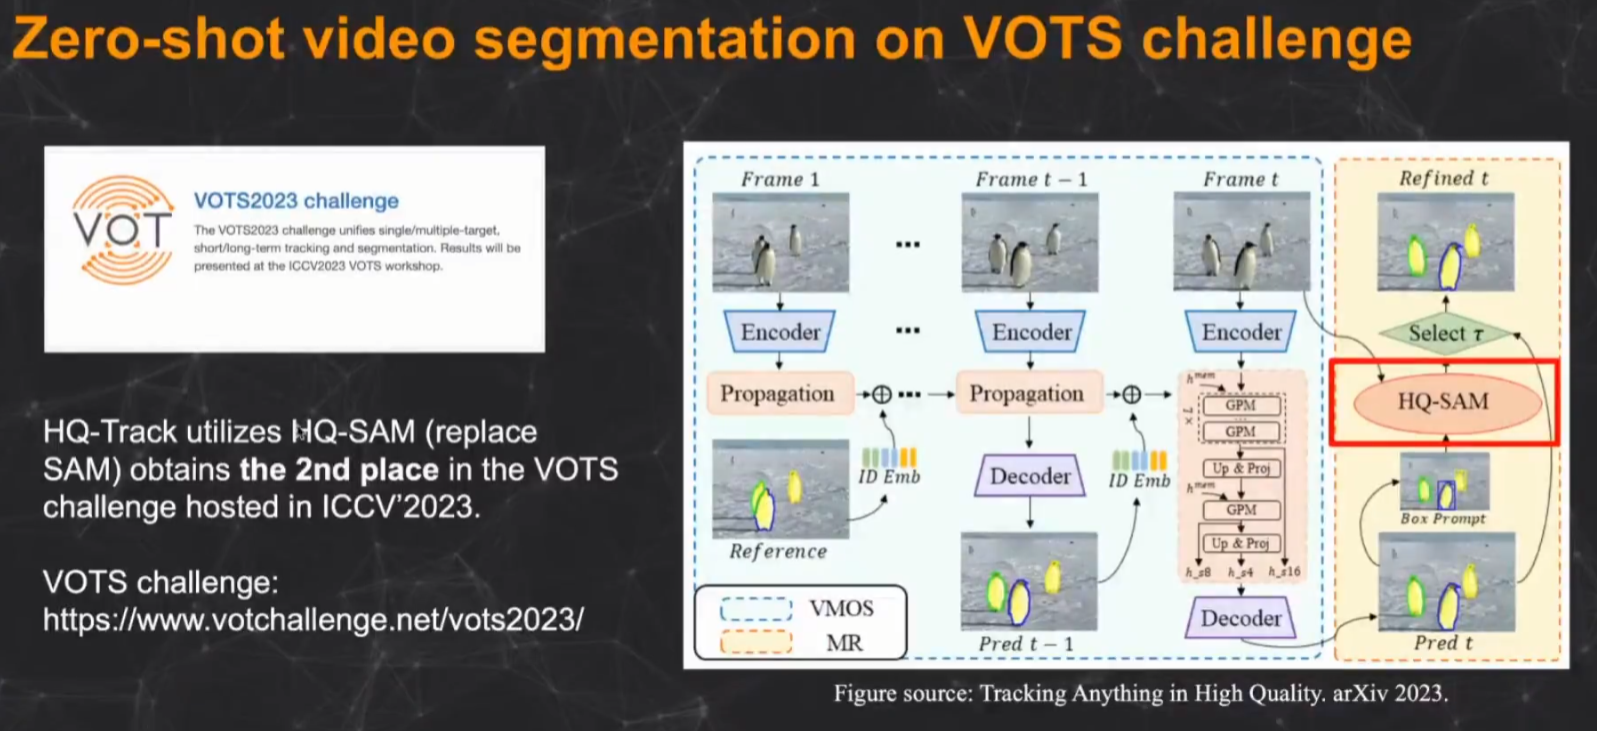 Zero-shot video segmentation on VOTS challenge
VOT
VOTS2023 challenge
The VOTS2023 challenge unifies single/multiple-target,
short/long-term tracking and segmentation. Results will be
presented at the ICCV2023 VOTS workshop.
HQ-Track utilizes HQ-SAM (replace
SAM) obtains the 2nd place in the VOTS
challenge hosted in ICCV'2023.
VOTS challenge:
https://www.votchallenge.net/vots2023/
Frame 1
Frame t − 1
Frame t
Refined t
...
Encoder
...
Encoder
Encoder
Select τ
Propagation
...
Propagation
h^mem
GPM
GPM
7×
HQ-SAM
ID Emb
Decoder
ID Emb
Up & Proj
h^mem
GPM
Up & Proj
Box Prompt
Reference
h_s8 h_s4 h_s16
VMOS
MR
Pred t − 1
Decoder
Pred t
Figure source: Tracking Anything in High Quality. arXiv 2023.